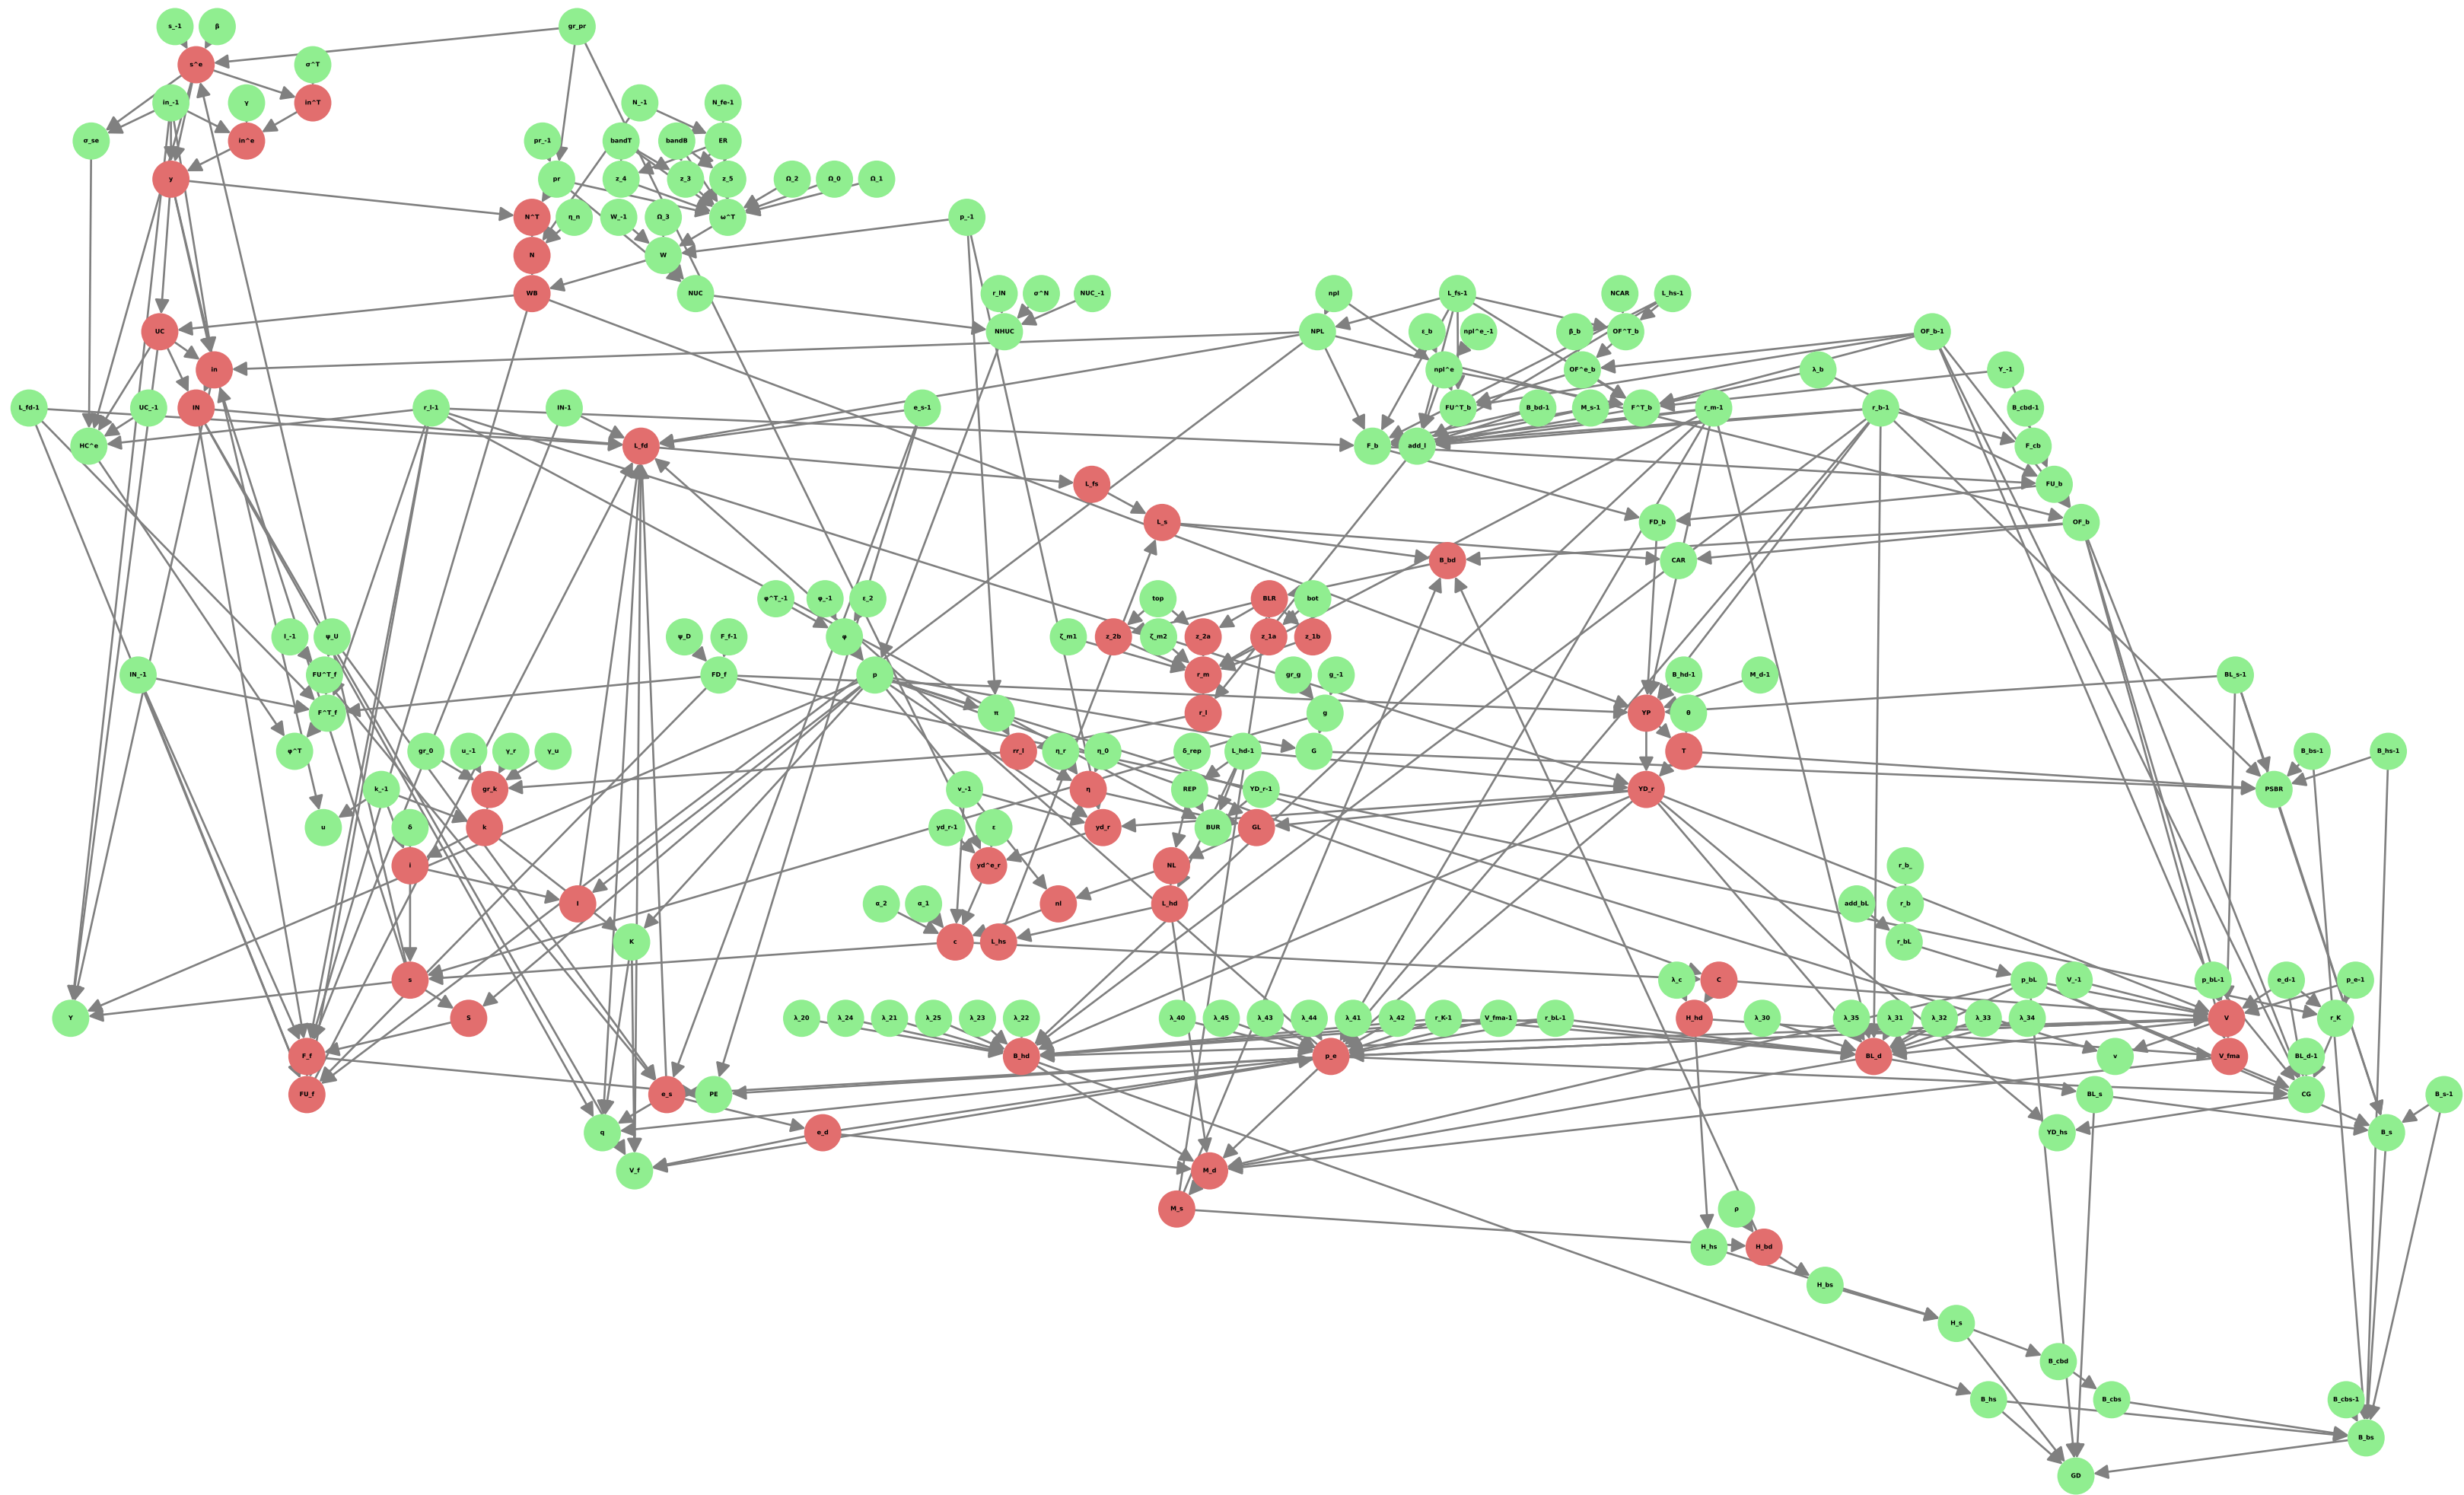 s_-1 β gr_pr
s^e σ^T
in_-1 γ in^T N_-1 N_fe-1
σ_se in^e pr_-1 bandT bandB ER
y pr z_4 z_3 z_5 Ω_2 Ω_0 Ω_1
N^T η_n W_-1 Ω_3 ω^T p_-1
N W
WB NUC r_lN σ^N NUC_-1 npl L_fs-1 NCAR L_hs-1
UC NHUC NPL ε_b npl^e_-1 β_b OF^T_b OF_b-1
in npl^e OF^e_b λ_b Y_-1
L_fd-1 UC_-1 IN r_l-1 IN-1 e_s-1 FU^T_b B_bd-1 M_s-1 F^T_b r_m-1 r_b-1 B_cbd-1
HC^e L_fd F_b add_l F_cb
L_fs FU_b
L_s FD_b OF_b
B_bd CAR
φ^T_-1 φ_-1 ε_2 top BLR bot
I_-1 φ_U φ_D F_f-1 φ ζ_m1 z_2b ζ_m2 z_2a z_1a z_1b
IN_-1 FU^T_f FD_f p r_m gr_g g_-1 B_hd-1 M_d-1 BL_s-1
F^T_f π r_l g YP θ
φ^T gr_0 u_-1 γ_r γ_u rr_l η_r η_0 δ_rep L_hd-1 G T B_bs-1 B_hs-1
k_-1 gr_k v_-1 η REP YD_r-1 YD_r PSBR
u δ k yd_r-1 ε yd_r BUR GL
i yd^e_r NL r_b_
I α_2 α_1 nl L_hd add_bL r_b
K c L_hs r_bL
s λ_c C p_bL V_-1 p_bL-1 e_d-1 p_e-1
Y S λ_20 λ_24 λ_21 λ_25 λ_23 λ_22 λ_40 λ_45 λ_43 λ_44 λ_41 λ_42 r_K-1 V_fma-1 r_bL-1 H_hd λ_30 λ_35 λ_31 λ_32 λ_33 λ_34 V r_K
F_f B_hd p_e BL_d v V_fma BL_d-1
FU_f e_s PE BL_s CG B_s-1
q e_d YD_hs B_s
V_f M_d
M_s ρ
H_hs H_bd
H_bs
H_s
B_cbd
B_hs B_cbs B_cbs-1
B_bs
GD